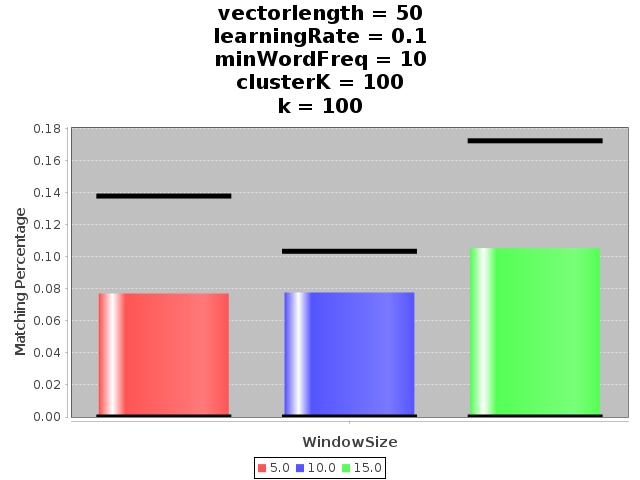 vectorlength = 50
learningRate = 0.1
minWordFreq = 10
clusterK = 100
k = 100
0.18
0.16
0.14
0.12
0.10
0.08
0.06
0.04
0.02
0.00
Matching Percentage
WindowSize
5.0 10.0 15.0